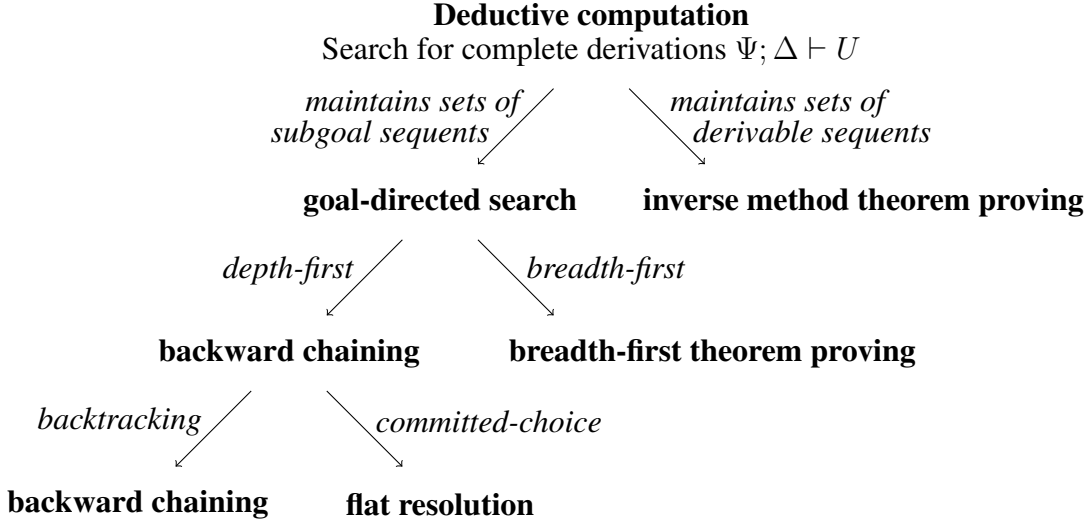 Deductive computation
Search for complete derivations Ψ; Δ ⊢ U
maintains sets of
subgoal sequents
maintains sets of
derivable sequents
goal-directed search
inverse method theorem proving
depth-first
breadth-first
backward chaining
breadth-first theorem proving
backtracking
committed-choice
backward chaining
flat resolution